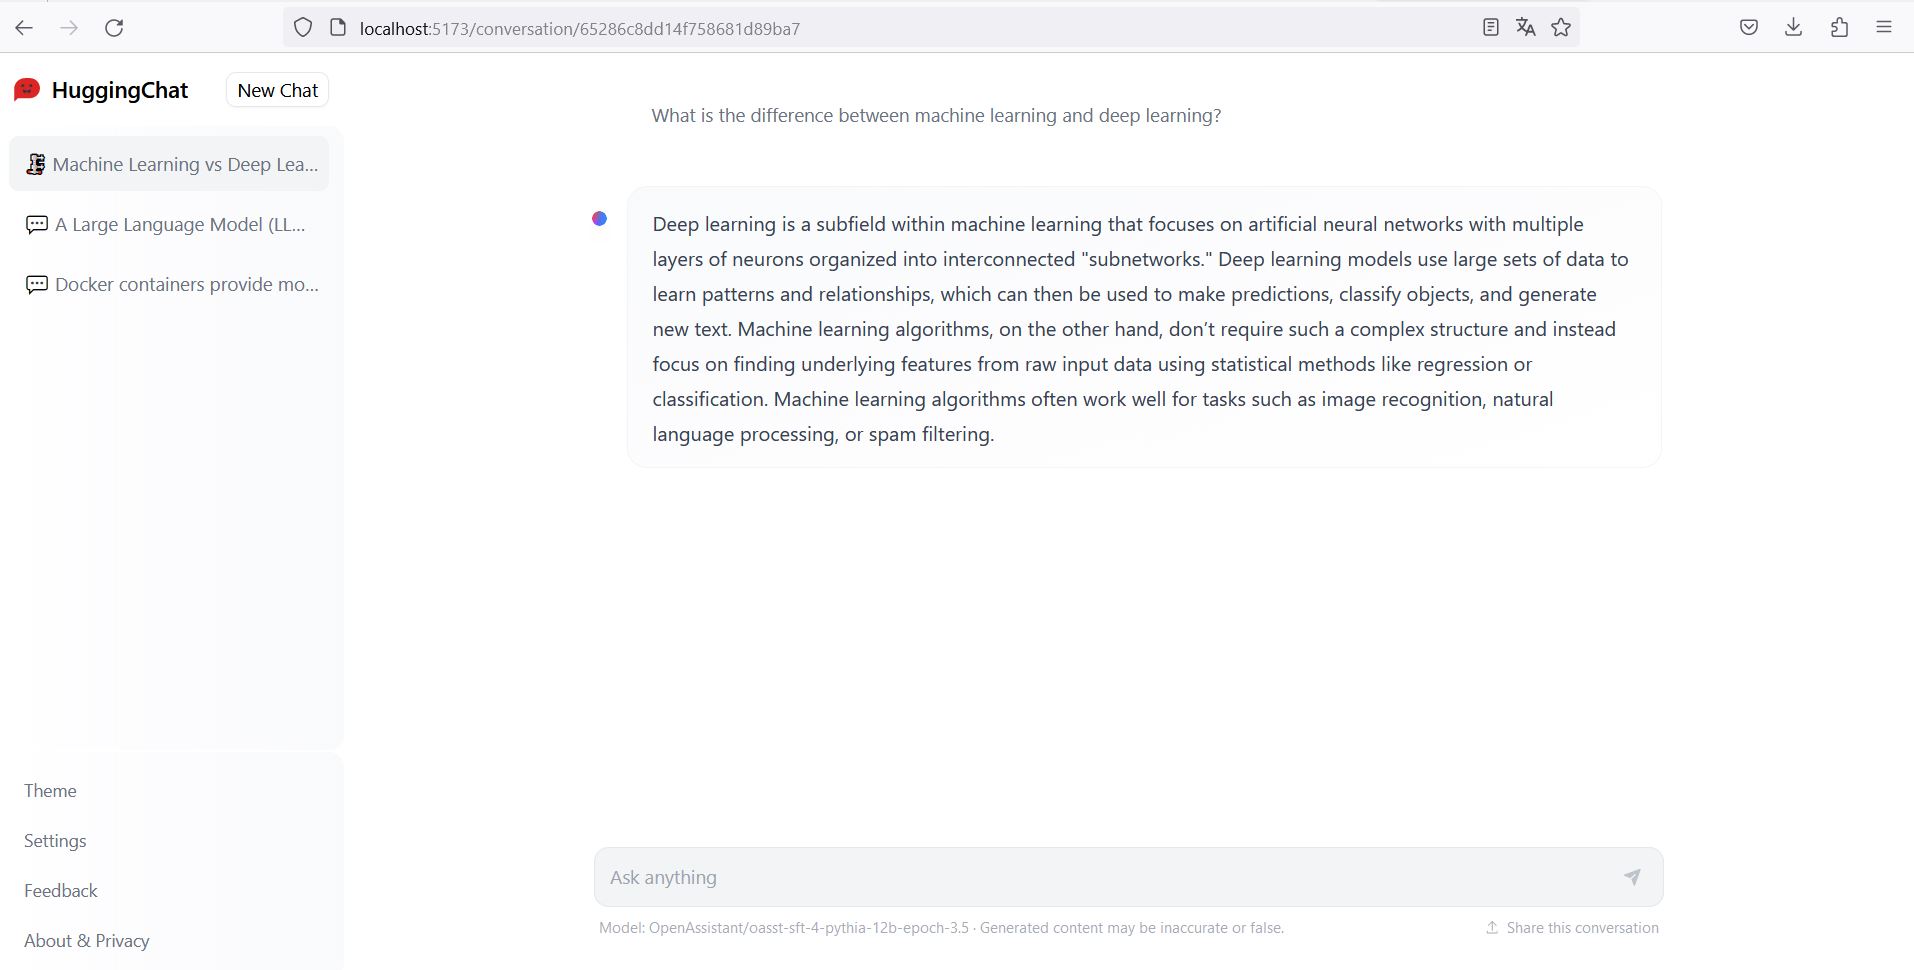 localhost:5173/conversation/65286c8dd14f758681d89ba7
HuggingChat
New Chat
Machine Learning vs Deep Lea...
A Large Language Model (LL...
Docker containers provide mo...
Theme
Settings
Feedback
About & Privacy
What is the difference between machine learning and deep learning?
Deep learning is a subfield within machine learning that focuses on artificial neural networks with multiple
layers of neurons organized into interconnected "subnetworks." Deep learning models use large sets of data to
learn patterns and relationships, which can then be used to make predictions, classify objects, and generate
new text. Machine learning algorithms, on the other hand, don’t require such a complex structure and instead
focus on finding underlying features from raw input data using statistical methods like regression or
classification. Machine learning algorithms often work well for tasks such as image recognition, natural
language processing, or spam filtering.
Ask anything
Model: OpenAssistant/oasst-sft-4-pythia-12b-epoch-3.5 · Generated content may be inaccurate or false.
Share this conversation